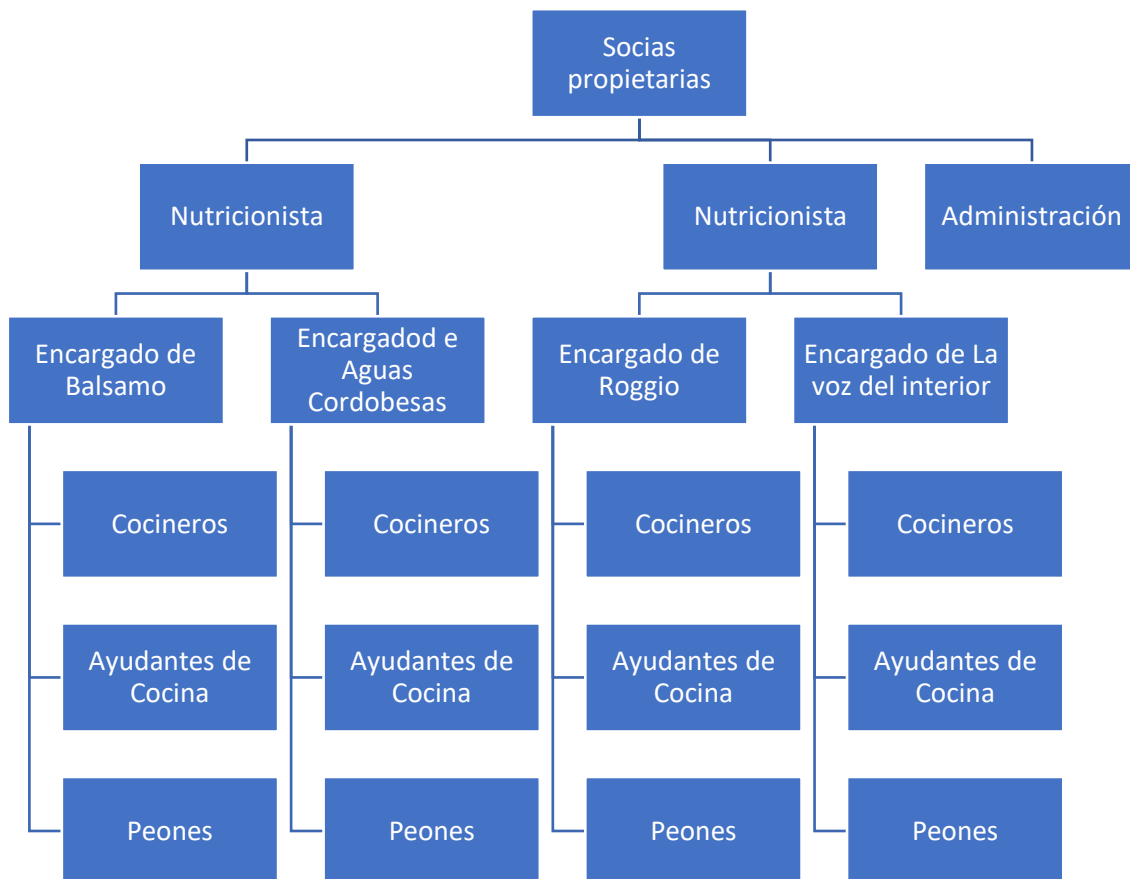 Socias
propietarias
Nutricionista
Nutricionista
Administración
Encargado de
Balsamo
Encargadod e
Aguas
Cordobesas
Encargado de
Roggio
Encargado de La
voz del interior
Cocineros
Cocineros
Cocineros
Cocineros
Ayudantes de
Cocina
Ayudantes de
Cocina
Ayudantes de
Cocina
Ayudantes de
Cocina
Peones
Peones
Peones
Peones